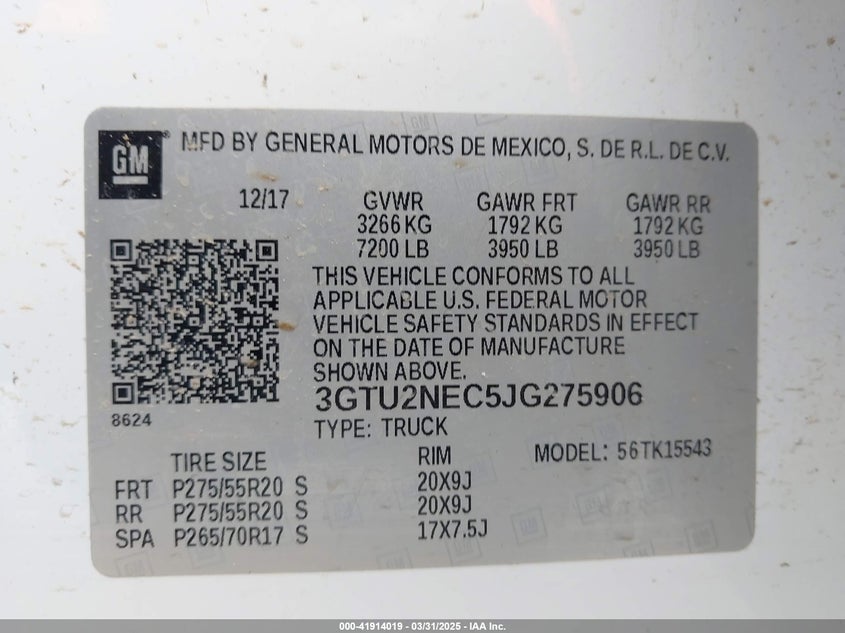 GM
MFD BY GENERAL MOTORS DE MEXICO, S. DE R.L. DE C.V.
12/17 GVWR GAWR FRT GAWR RR
3266 KG 1792 KG 1792 KG
7200 LB 3950 LB 3950 LB
THIS VEHICLE CONFORMS TO ALL
APPLICABLE U.S. FEDERAL MOTOR
VEHICLE SAFETY STANDARDS IN EFFECT
ON THE DATE OF MANUFACTURE
SHOWN ABOVE.
3GTU2NEC5JG275906
8624
TYPE: TRUCK
TIRE SIZE RIM MODEL: 56TK15543
FRT P275/55R20 S 20X9J
RR P275/55R20 S 20X9J
SPA P265/70R17 S 17X7.5J
000-41914019 — 03/31/2025 — IAA Inc.